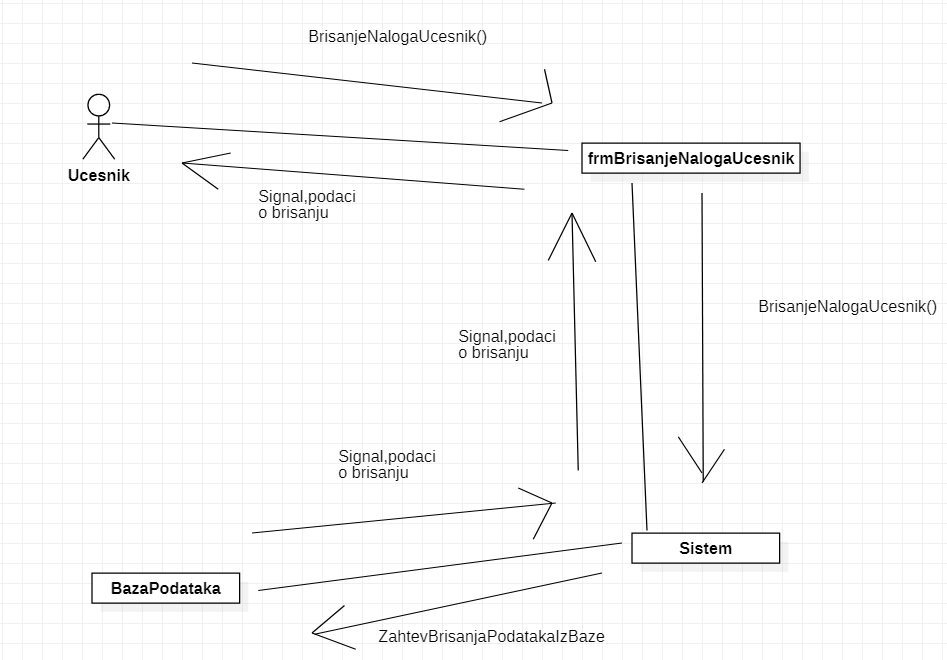 BrisanjeNalogaUcesnik()
frmBrisanjeNalogaUcesnik
Ucesnik
Signal,podaci
o brisanju
BrisanjeNalogaUcesnik()
Signal,podaci
o brisanju
Signal,podaci
o brisanju
Sistem
BazaPodataka
ZahtevBrisanjaPodatakaIzBaze